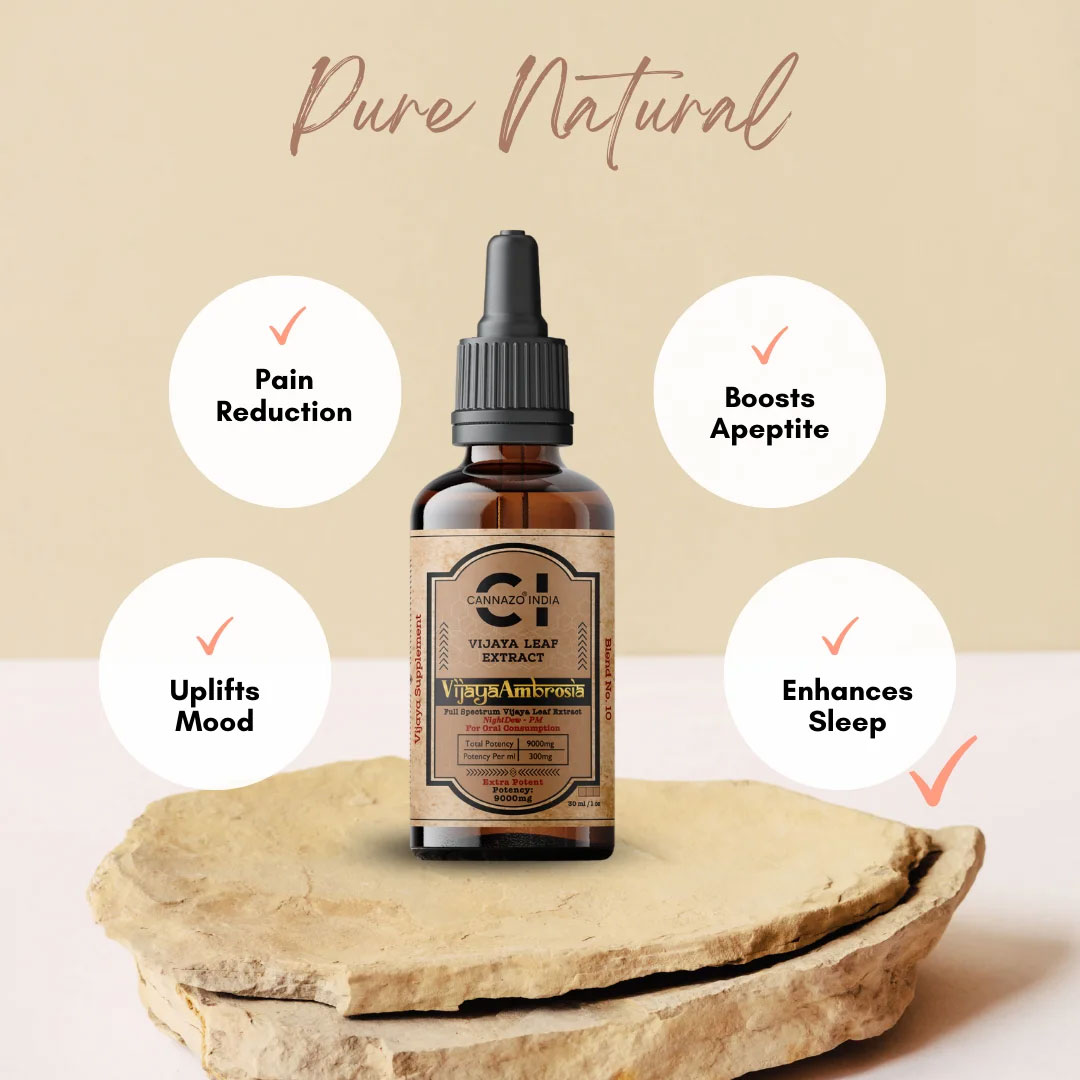 Pure Natural
Pain
Reduction
Boosts
Apeptite
Uplifts
Mood
Enhances
Sleep
CI
CANNAZO® INDIA
VIJAYA LEAF
EXTRACT
VijayaAmbrosia
Full Spectrum Vijaya Leaf Extract
NightDew - PM
For Oral Consumption
Total Potency 9000mg
Potency Per ml 300mg
Extra Potent
Potency:
9000mg
30 ml / 1 oz
Vijaya Supplement
Blend No. 10